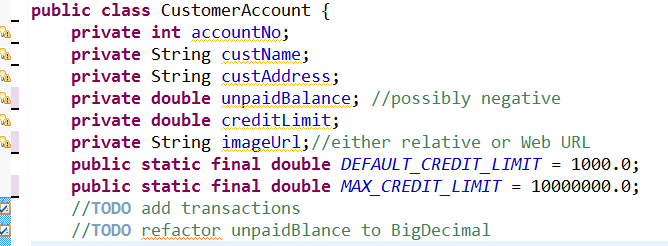 public class CustomerAccount {
private int accountNo;
private String custName;
private String custAddress;
private double unpaidBalance; //possibly negative
private double creditLimit;
private String imageUrl;//either relative or Web URL
public static final double DEFAULT_CREDIT_LIMIT = 1000.0;
public static final double MAX_CREDIT_LIMIT = 10000000.0;
//TODO add transactions
//TODO refactor unpaidBlance to BigDecimal